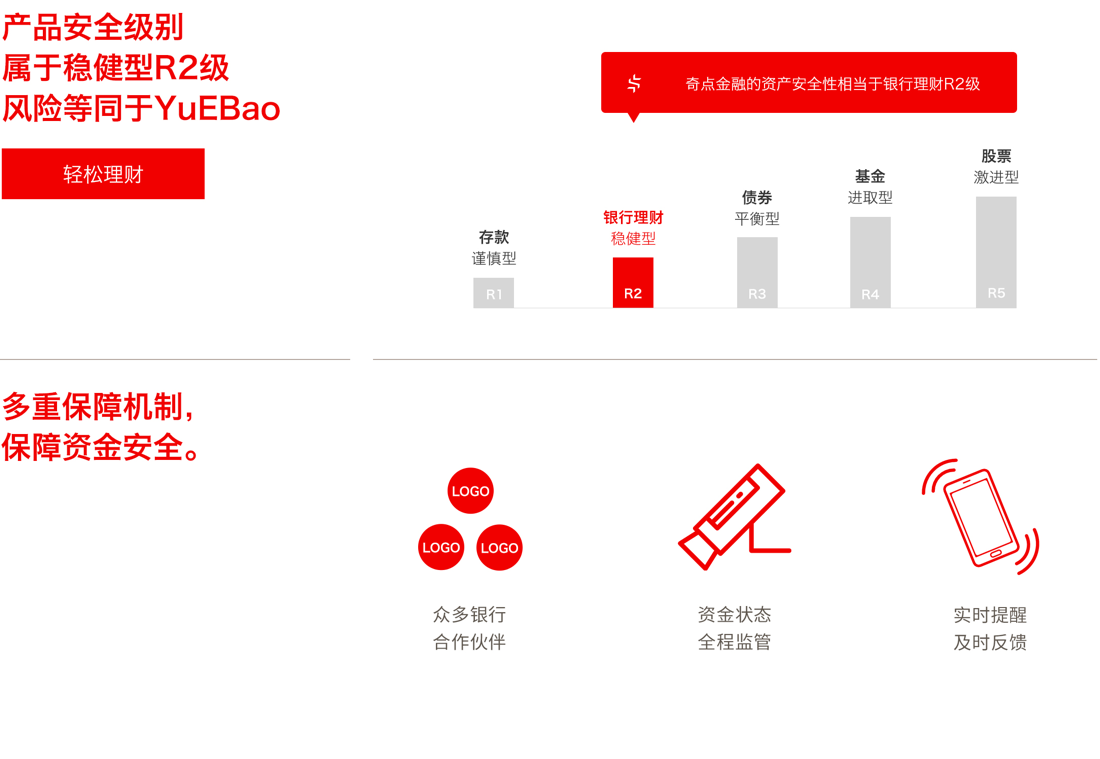 产品安全级别
属于稳健型R2级
风险等同于YuEBao
轻松理财
奇点金融的资产安全性相当于银行理财R2级
存款
谨慎型
R1
银行理财
稳健型
R2
债券
平衡型
R3
基金
进取型
R4
股票
激进型
R5
多重保障机制,
保障资金安全。
LOGO
LOGO
LOGO
众多银行
合作伙伴
资金状态
全程监管
实时提醒
及时反馈